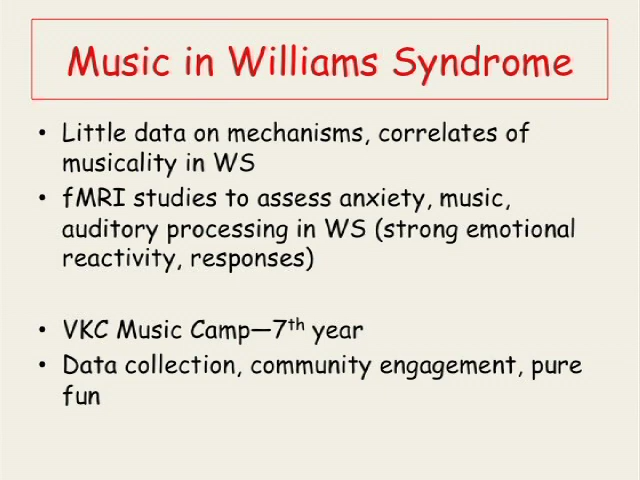 Music in Williams Syndrome
• Little data on mechanisms, correlates of
musicality in WS
• fMRI studies to assess anxiety, music,
auditory processing in WS (strong emotional
reactivity, responses)
• VKC Music Camp—7th year
• Data collection, community engagement, pure
fun